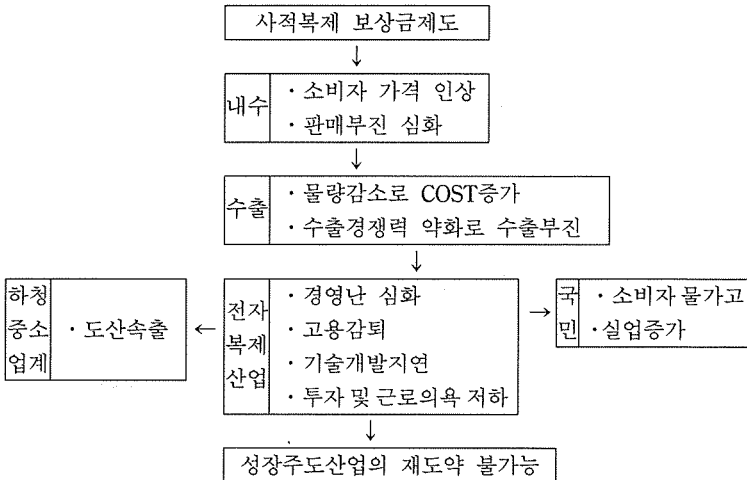 사적복제 보상금제도
↓
내수
· 소비자 가격 인상
· 판매부진 심화
↓
수출
· 물량감소로 COST증가
· 수출경쟁력 약화로 수출부진
↓
하청
중소
업계
· 도산속출
←
전자
복제
산업
· 경영난 심화
· 고용감퇴
· 기술개발지연
· 투자 및 근로의욕 저하
→
국
민
· 소비자 물가고
· 실업증가
↓
성장주도산업의 재도약 불가능